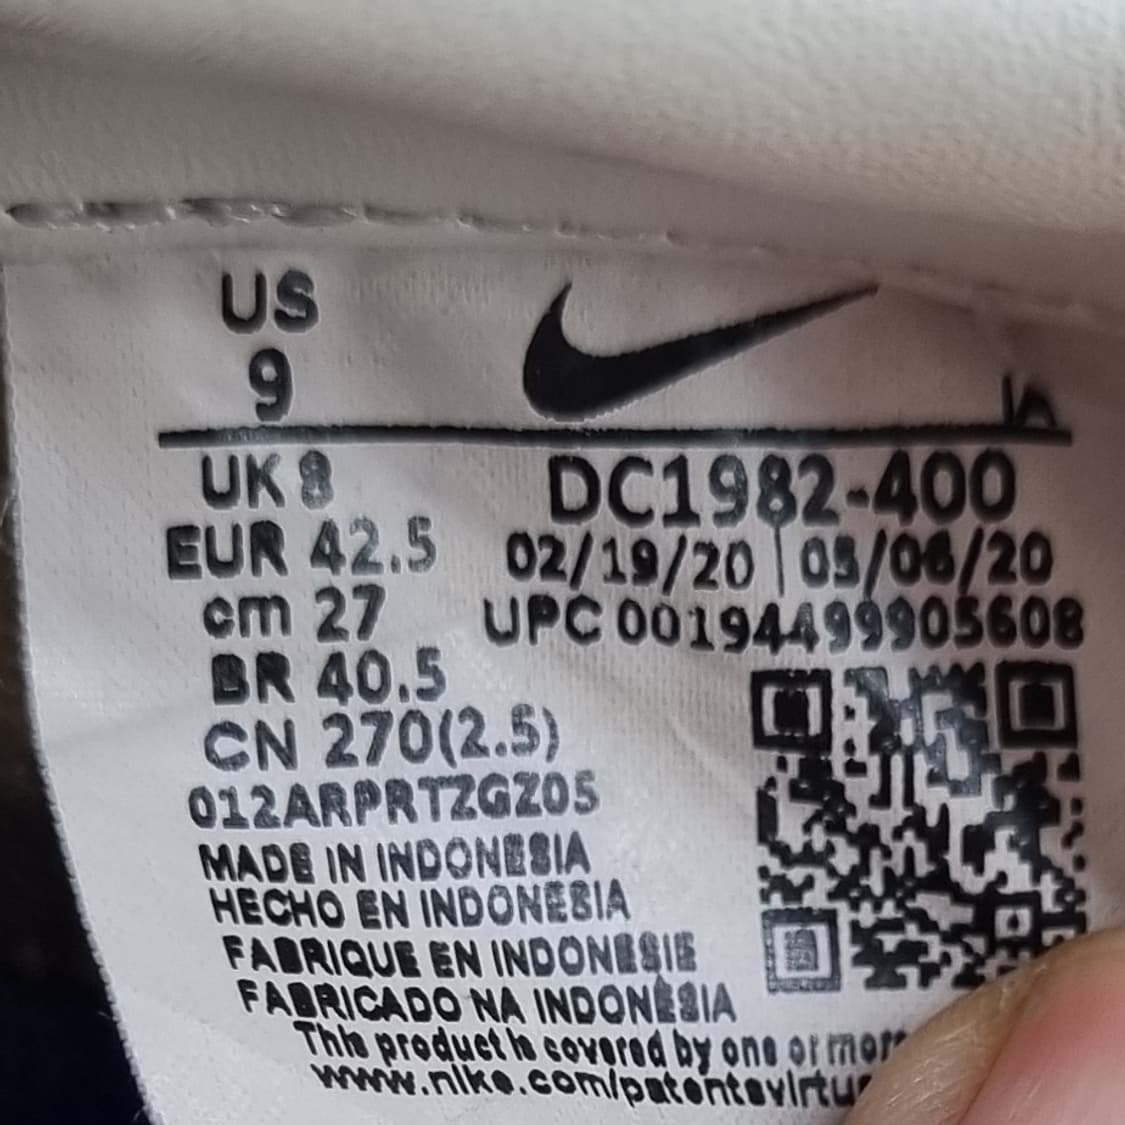 US
9
UK 8
EUR 42.5
cm 27
BR 40.5
CN 270(2.5)
012ARPRTZGZ05
DC1982-400
02/19/20 | 05/06/20
UPC 00194499905608
MADE IN INDONESIA
HECHO EN INDONESIA
FABRIQUE EN INDONESIE
FABRICADO NA INDONÉSIA
This product is covered by one or more
www.nike.com/patentsvirtu